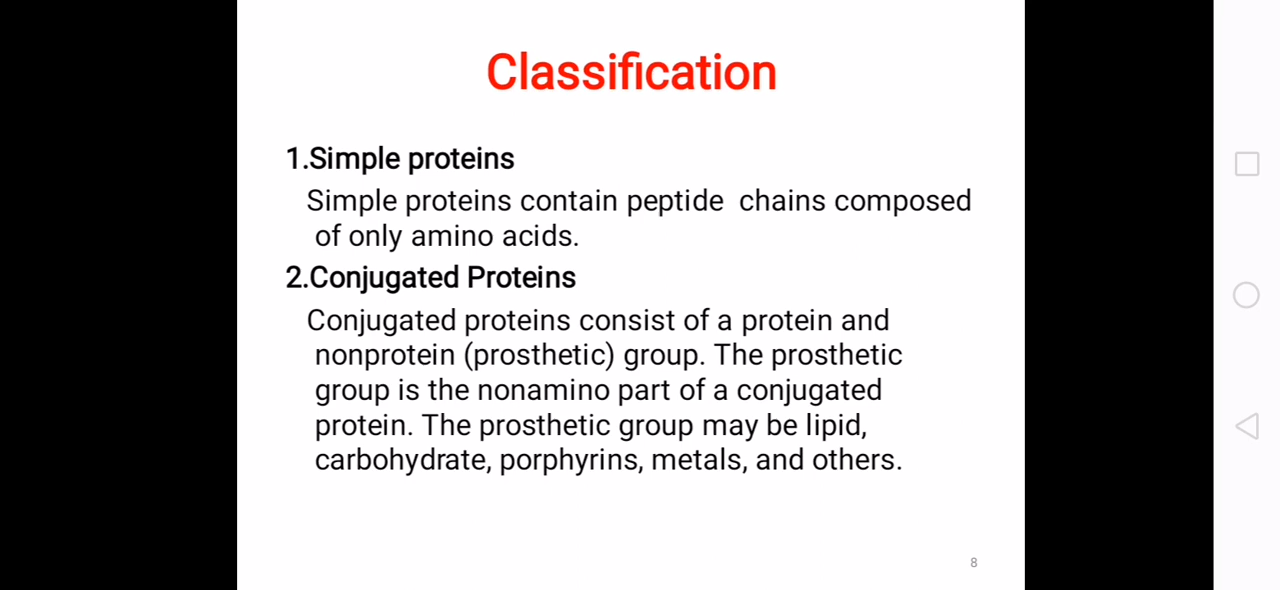 Classification
1.Simple proteins
Simple proteins contain peptide  chains composed
of only amino acids.
2.Conjugated Proteins
Conjugated proteins consist of a protein and
nonprotein (prosthetic) group. The prosthetic
group is the nonamino part of a conjugated
protein. The prosthetic group may be lipid,
carbohydrate, porphyrins, metals, and others.
8